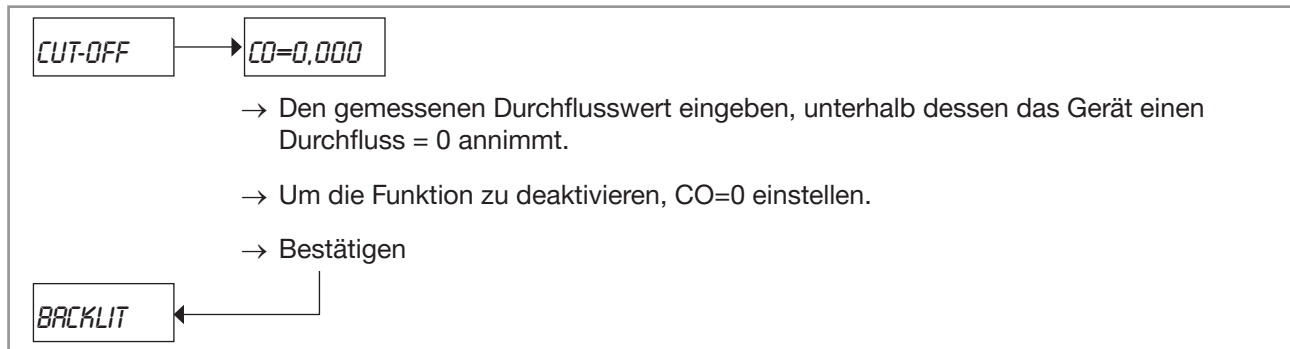 CUT-OFF
CO=0,000
→ Den gemessenen Durchflusswert eingeben, unterhalb dessen das Gerät einen
Durchfluss = 0 annimmt.
→ Um die Funktion zu deaktivieren, CO=0 einstellen.
→ Bestätigen
BACKLIT